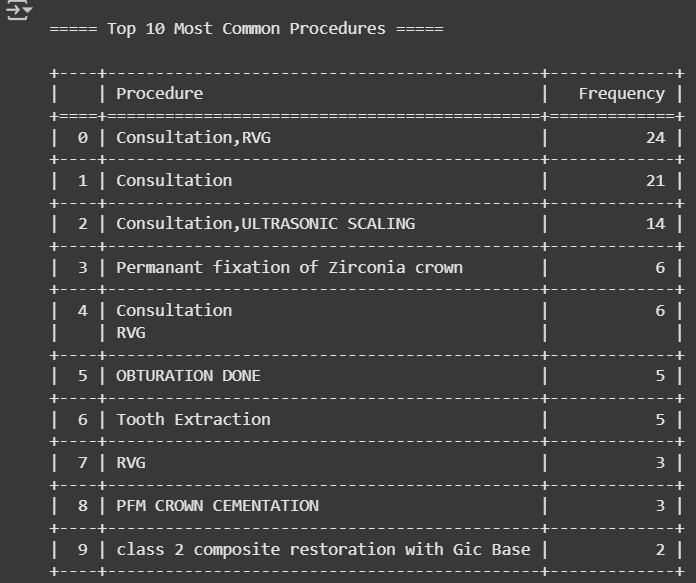 ===== Top 10 Most Common Procedures =====
Procedure Frequency
0 Consultation,RVG 24
1 Consultation 21
2 Consultation,ULTRASONIC SCALING 14
3 Permanant fixation of Zirconia crown 6
4 Consultation 6
RVG
5 OBTURATION DONE 5
6 Tooth Extraction 5
7 RVG 3
8 PFM CROWN CEMENTATION 3
9 class 2 composite restoration with Gic Base 2